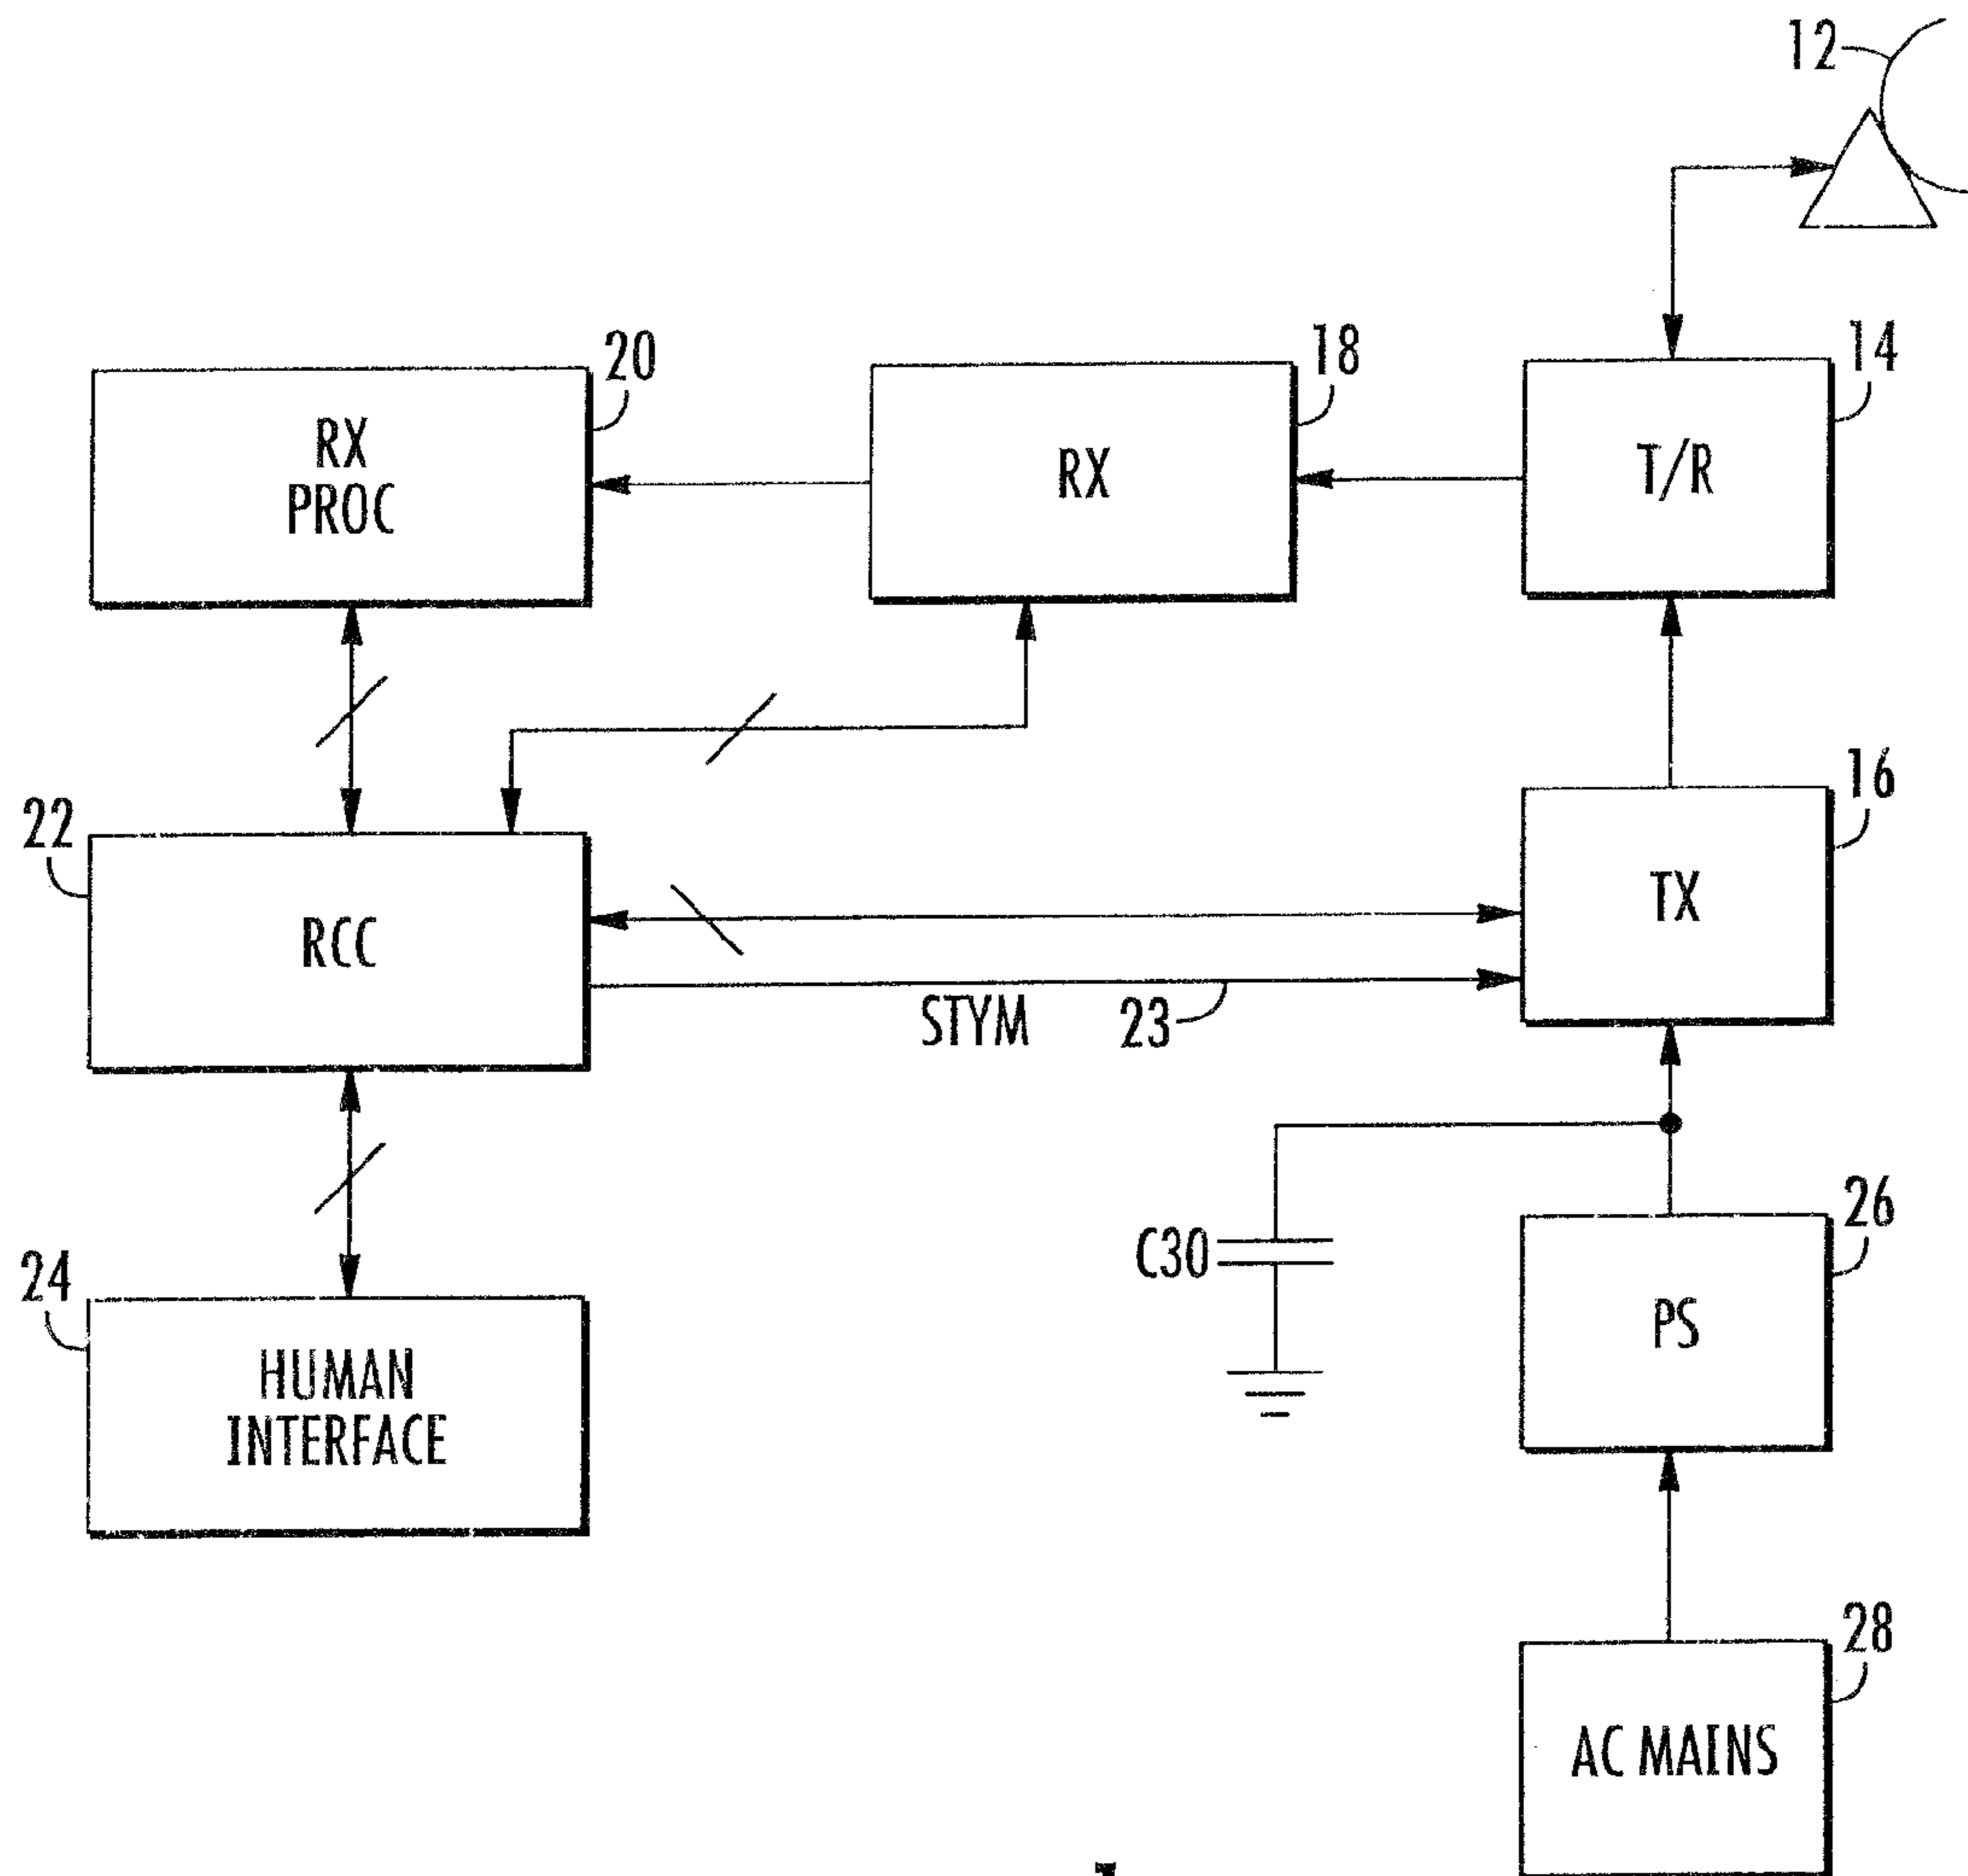 12
20
18
14
RX
PROC
RX
T/R
22
16
RCC
TX
STYM
23
24
C30
26
HUMAN
INTERFACE
PS
28
AC MAINS